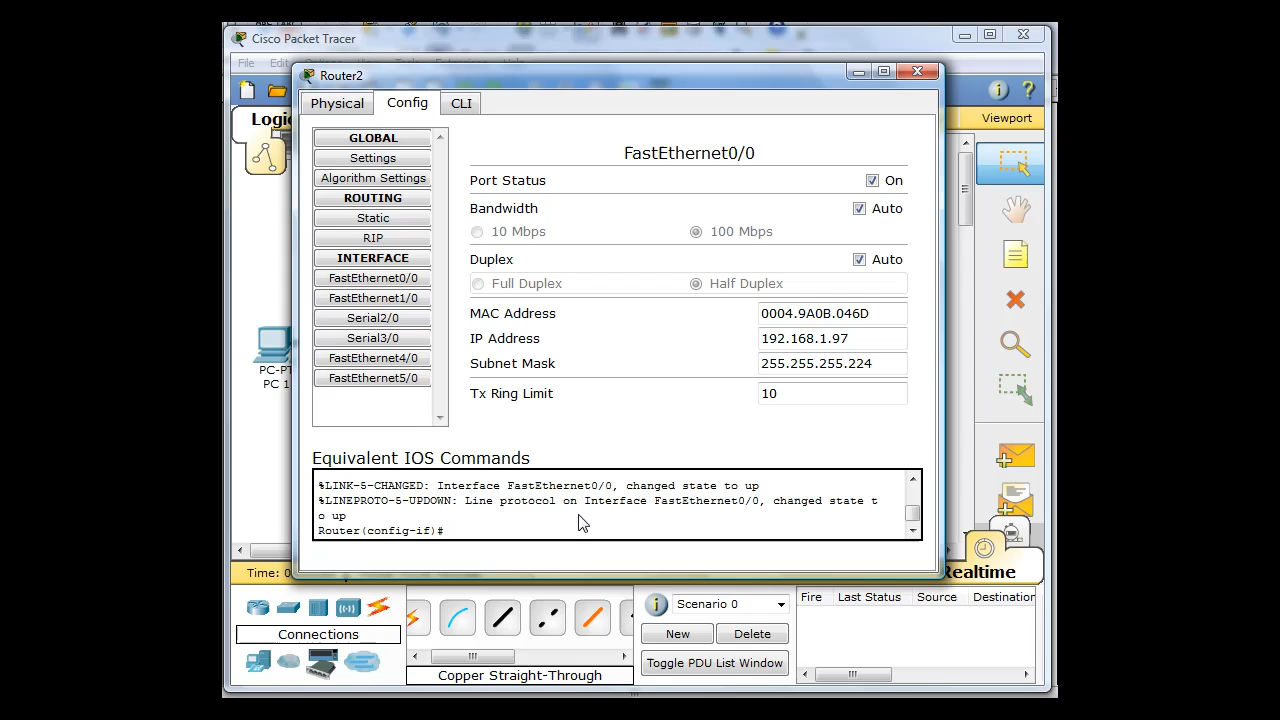 Cisco Packet Tracer
File Edit
Router2
Physical Config CLI
Logic
Viewport
GLOBAL
Settings
Algorithm Settings
ROUTING
Static
RIP
INTERFACE
FastEthernet0/0
FastEthernet1/0
Serial2/0
Serial3/0
FastEthernet4/0
FastEthernet5/0
FastEthernet0/0
Port Status On
Bandwidth Auto
10 Mbps 100 Mbps
Duplex Auto
Full Duplex Half Duplex
MAC Address 0004.9A0B.046D
IP Address 192.168.1.97
Subnet Mask 255.255.255.224
Tx Ring Limit 10
PC-PT
PC 1
Equivalent IOS Commands
%LINK-5-CHANGED: Interface FastEthernet0/0, changed state to up
%LINEPROTO-5-UPDOWN: Line protocol on Interface FastEthernet0/0, changed state t
o up
Router(config-if)#
Time: 0
Realtime
Connections
Copper Straight-Through
Scenario 0
New Delete
Toggle PDU List Window
Fire Last Status Source Destination